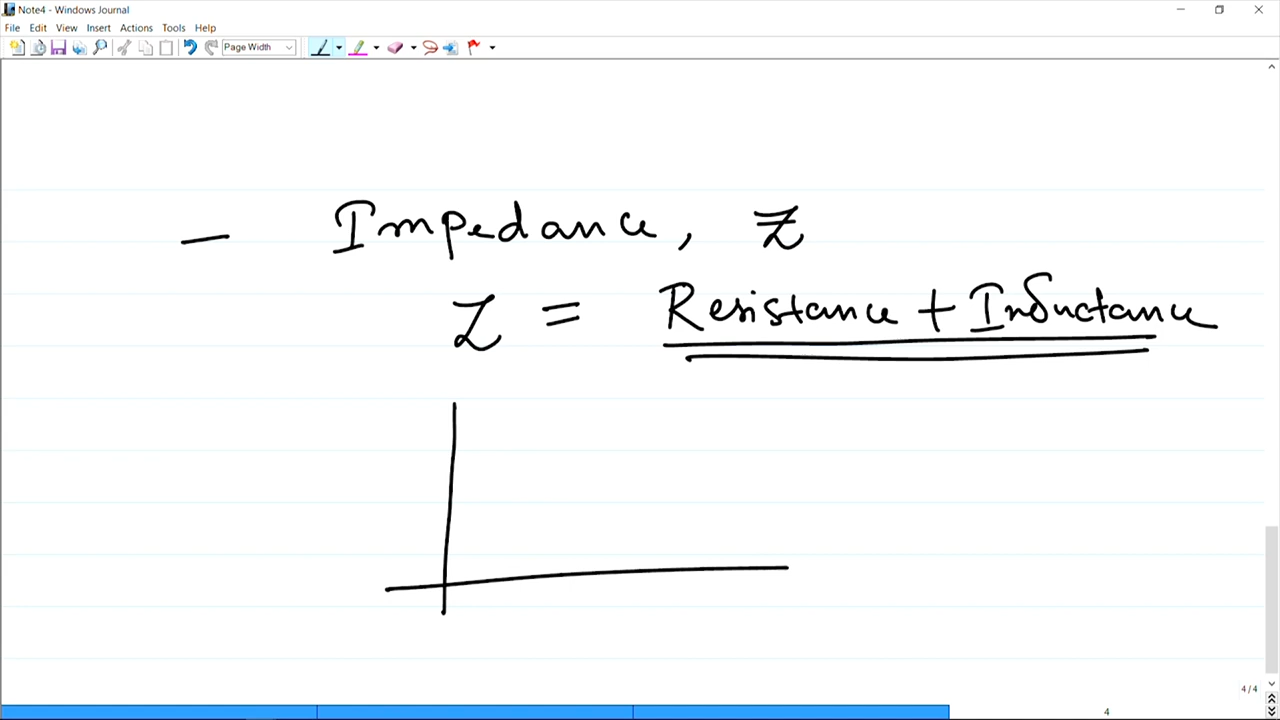 Note4 - Windows Journal
File Edit View Insert Actions Tools Help
Page Width
— Impedance, Z
Z = Resistance + Inductance
4 / 4
4